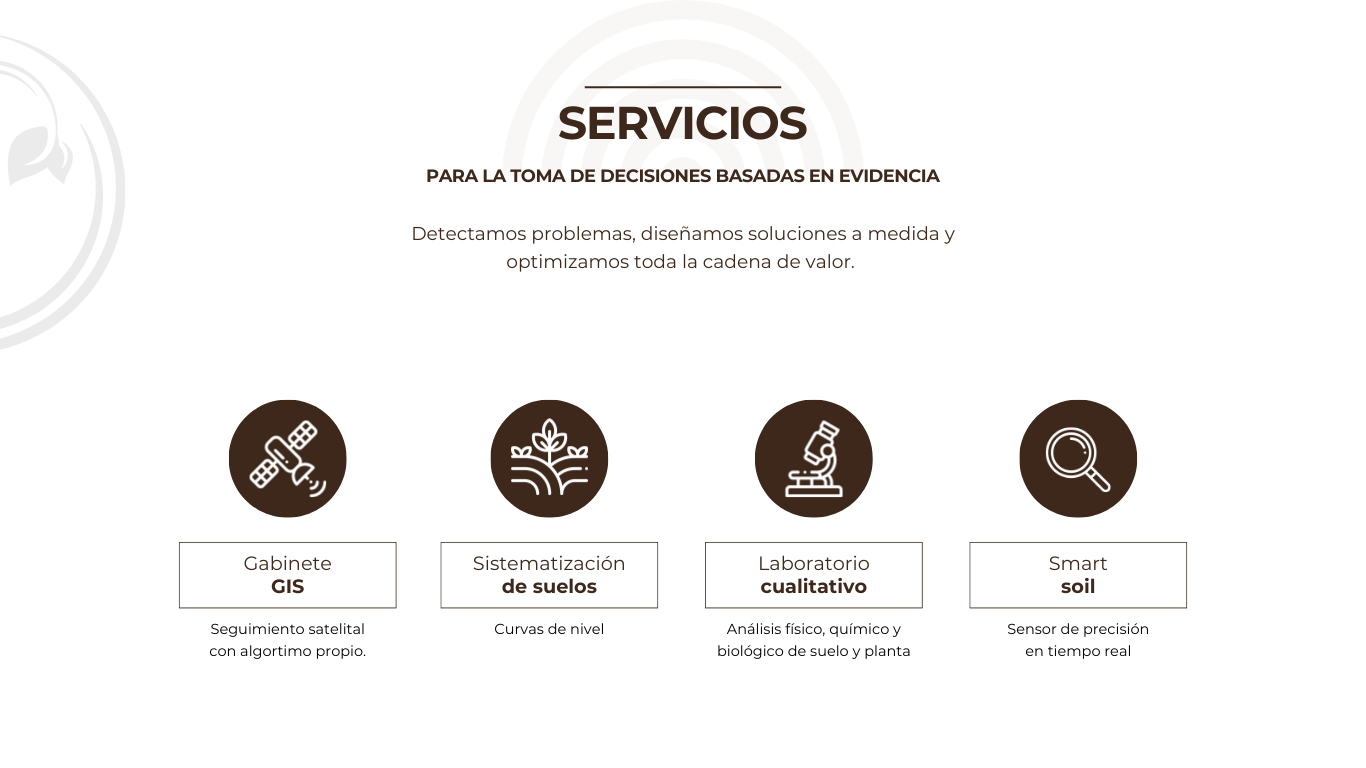 SERVICIOS
PARA LA TOMA DE DECISIONES BASADAS EN EVIDENCIA
Detectamos problemas, diseñamos soluciones a medida y
optimizamos toda la cadena de valor.
Gabinete
GIS
Seguimiento satelital
con algortimo propio.
Sistematización
de suelos
Curvas de nivel
Laboratorio
cualitativo
Análisis físico, químico y
biológico de suelo y planta
Smart
soil
Sensor de precisión
en tiempo real